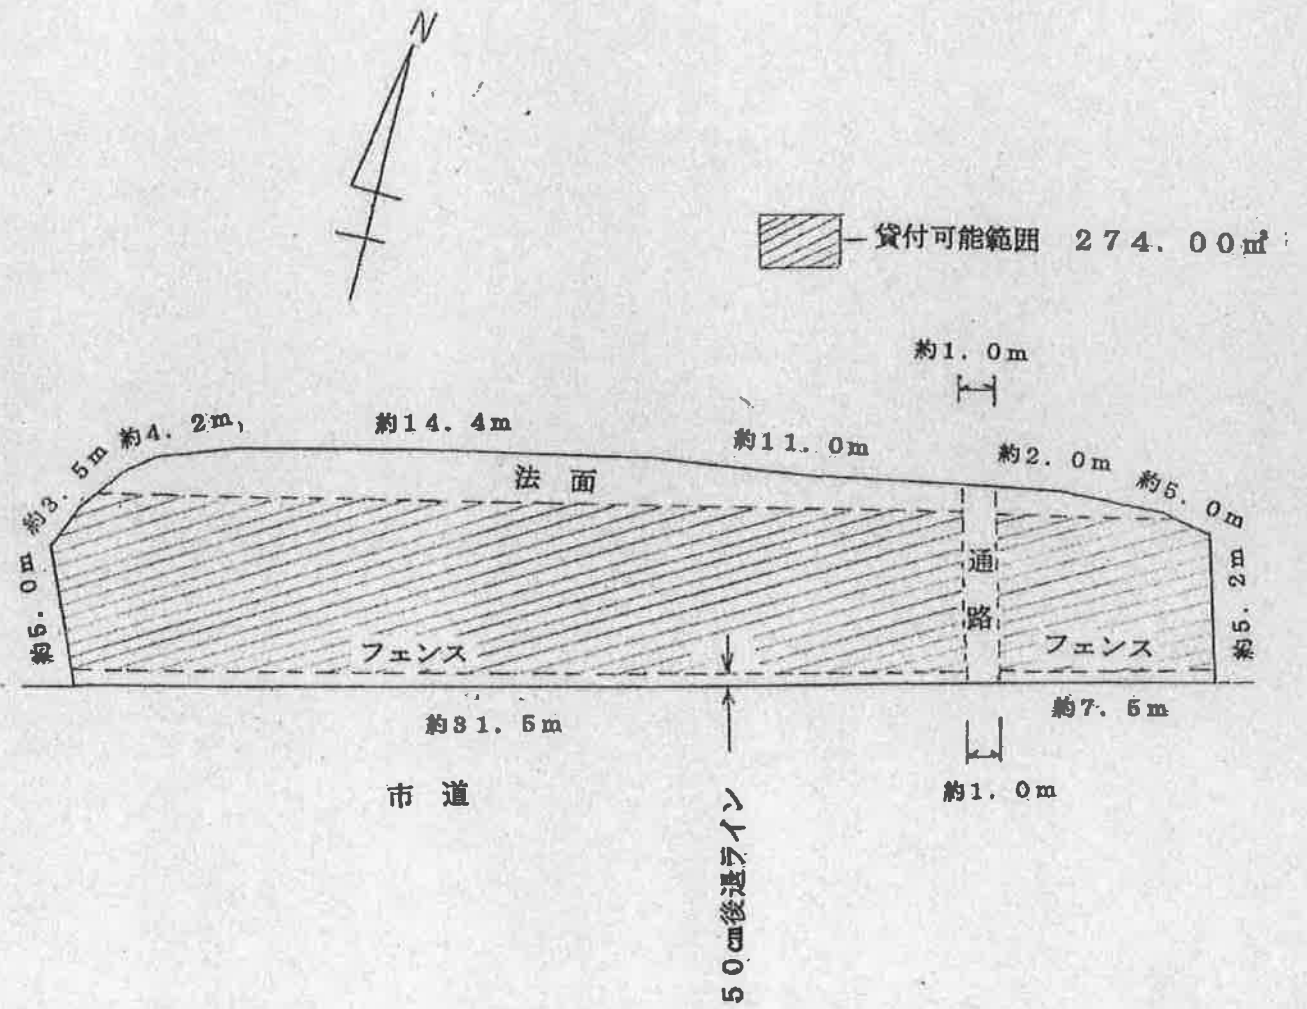 N
貸付可能範囲 274.00㎡
約1.0m
約14.4m
約4.2m
約11.0m
約3.5m
約2.0m
約5.0m
法面
約5.0m
通路
約5.2m
フェンス
フェンス
約31.5m
約7.5m
市道
約1.0m
50cm後退ライン